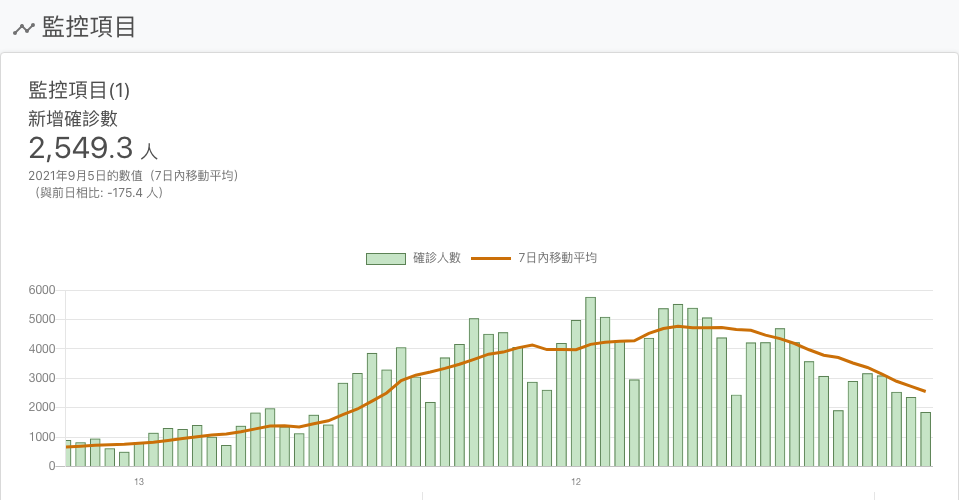 監控項目
監控項目(1)
新增確診數
2,549.3 人
2021年9月5日的數值（7日內移動平均）
（與前日相比: -175.4 人）
確診人數 7日內移動平均
6000
5000
4000
3000
2000
1000
0
13 12